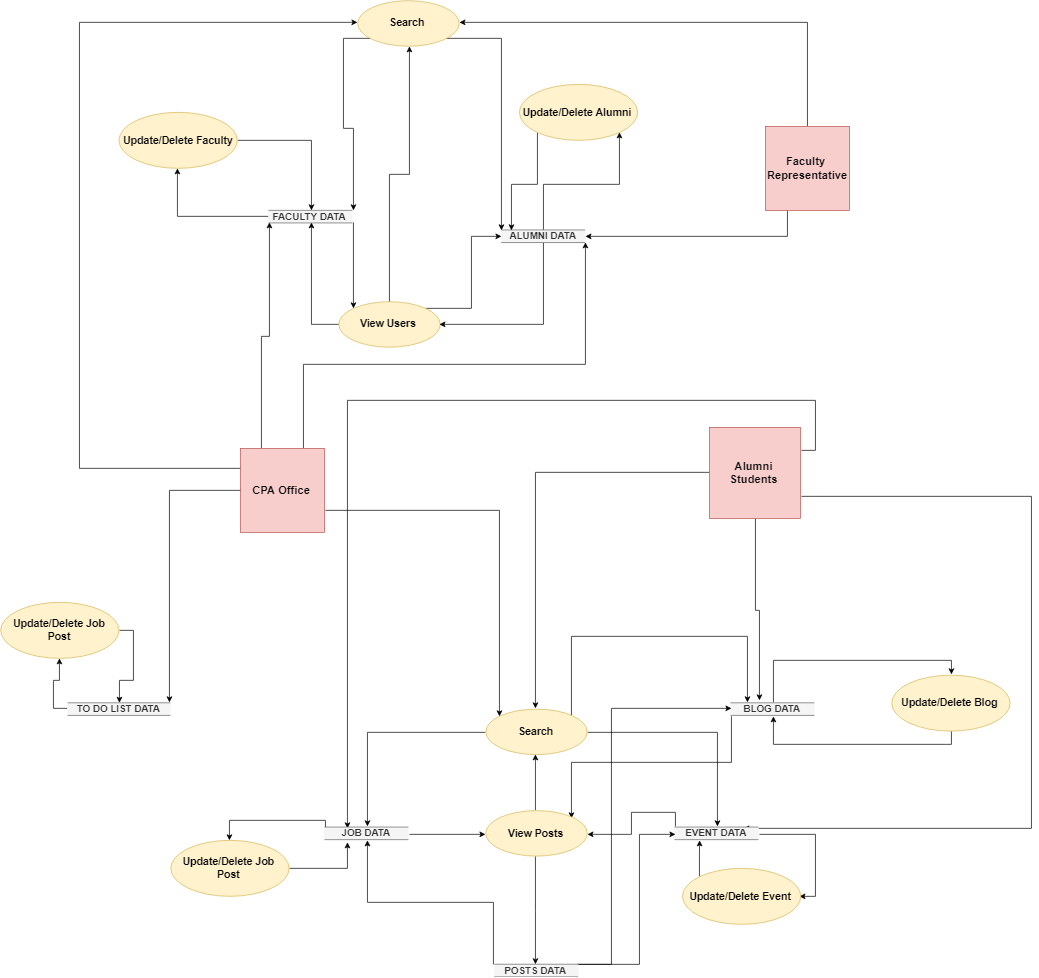 Search
Update/Delete Alumni
Update/Delete Faculty
Faculty
Representative
FACULTY DATA
ALUMNI DATA
View Users
Alumni
Students
CPA Office
Update/Delete Job
Post
TO DO LIST DATA
BLOG DATA
Update/Delete Blog
Search
JOB DATA
View Posts
EVENT DATA
Update/Delete Job
Post
Update/Delete Event
POSTS DATA